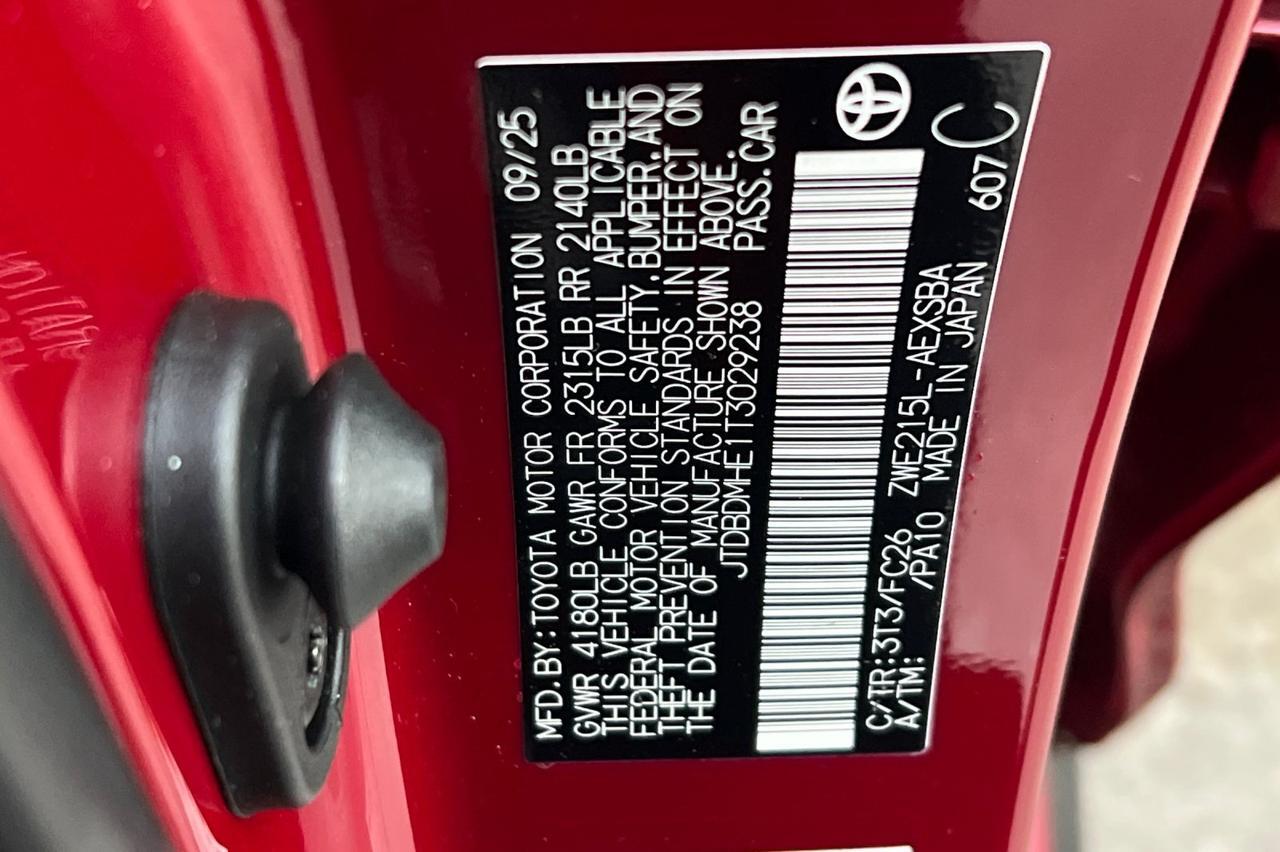 MFD.BY:TOYOTA MOTOR CORPORATION 09/25
GVWR 4180LB GAWR FR 2315LB RR 2140LB
THIS VEHICLE CONFORMS TO ALL APPLICABLE
FEDERAL MOTOR VEHICLE SAFETY,BUMPER,AND
THEFT PREVENTION STANDARDS IN EFFECT ON
THE DATE OF MANUFACTURE SHOWN ABOVE.
JTDBDMHE1T3029238 PASS.CAR
C/TR:3T3/FC26 ZWE215L-AEXSBA
A/TM: /PA10 MADE IN JAPAN 607 C